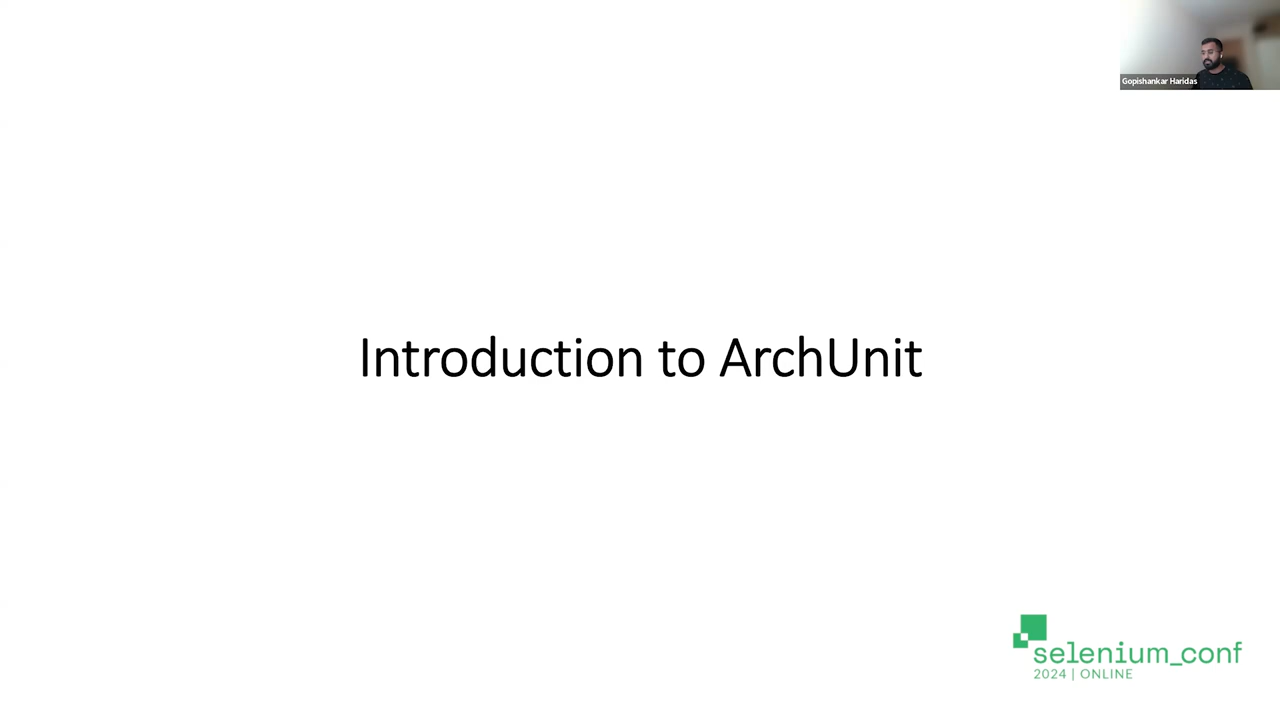 Gopishankar Haridas
Introduction to ArchUnit
selenium_conf
2024 | ONLINE